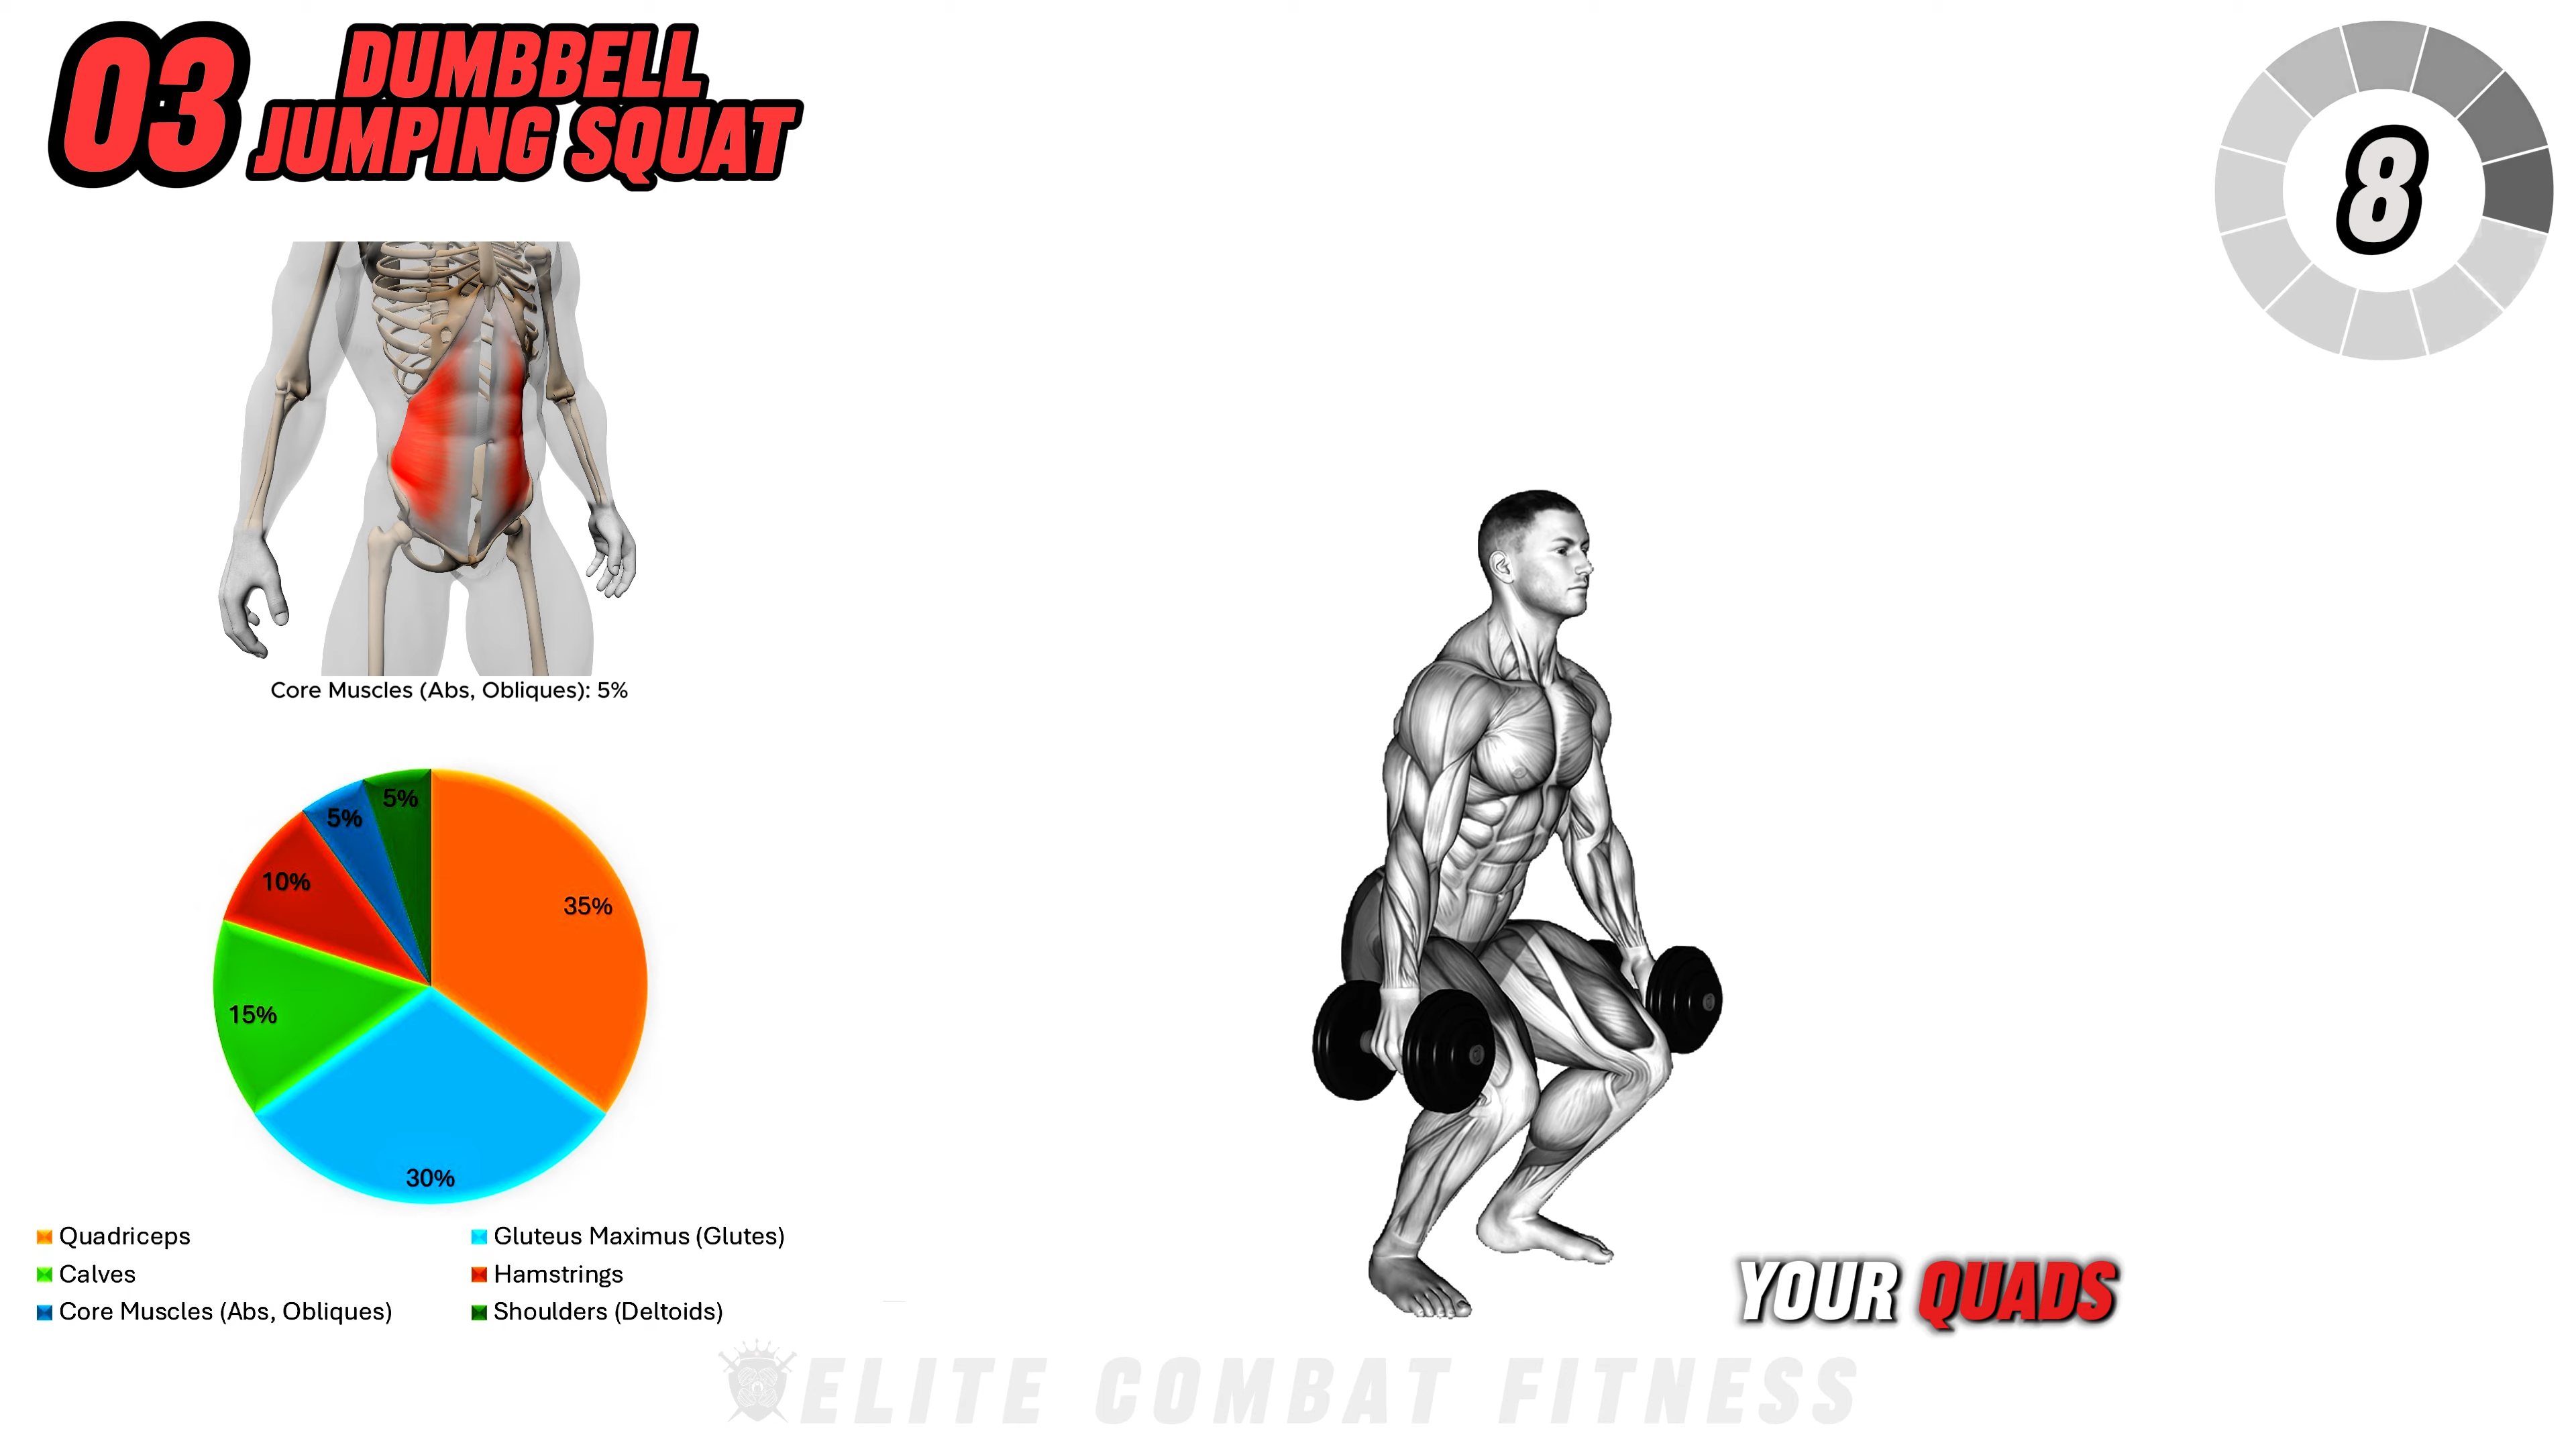 03
DUMBBELL
JUMPING SQUAT
8
Core Muscles (Abs, Obliques): 5%
5%
5%
10%
35%
15%
30%
Quadriceps
Gluteus Maximus (Glutes)
Calves
Hamstrings
Core Muscles (Abs, Obliques)
Shoulders (Deltoids)
YOUR QUADS
ELITE COMBAT FITNESS